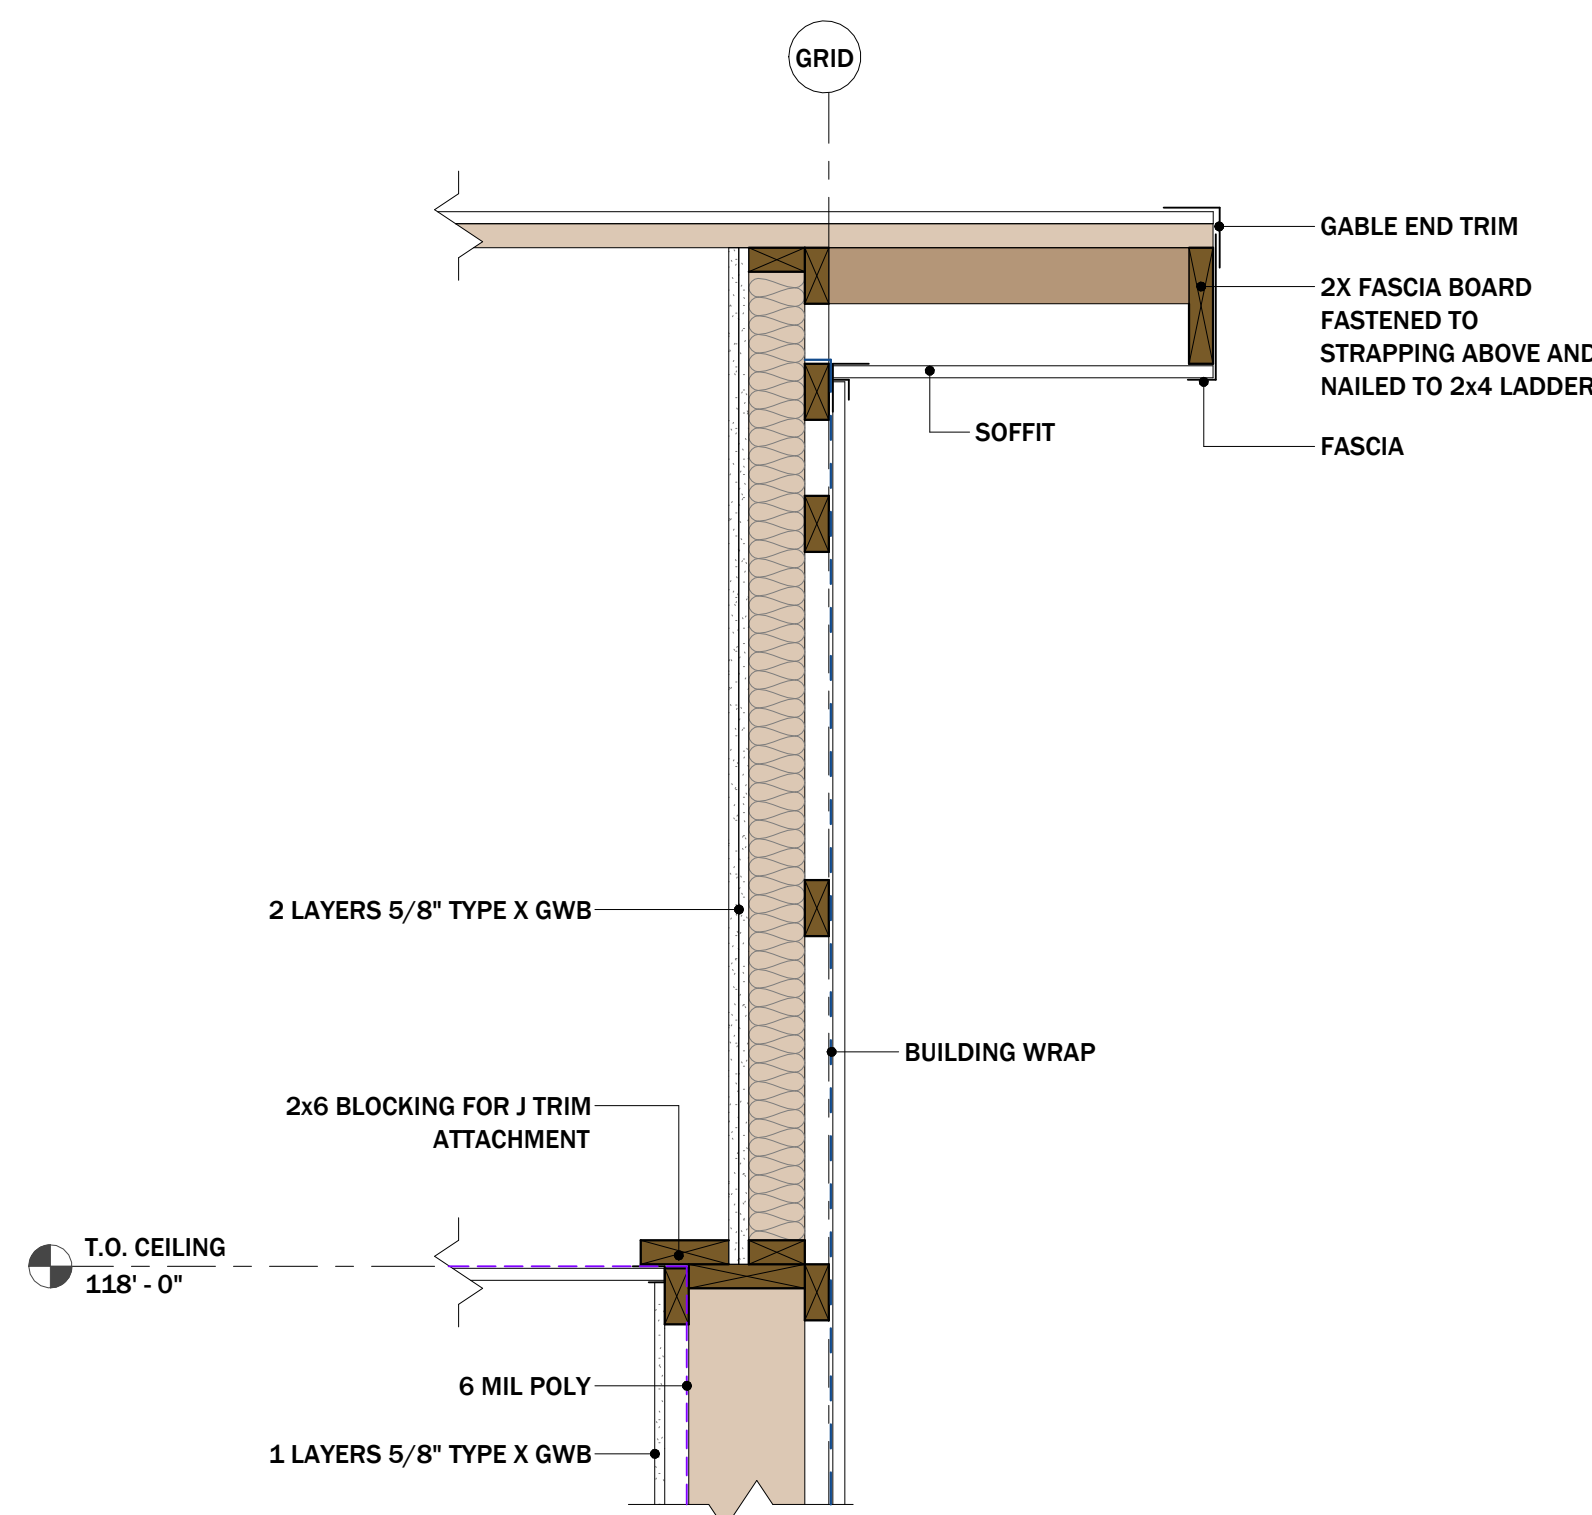 GRID
GABLE END TRIM
2X FASCIA BOARD
FASTENED TO
STRAPPING ABOVE AND
NAILED TO 2x4 LADDER
FASCIA
SOFFIT
2 LAYERS 5/8" TYPE X GWB
BUILDING WRAP
2x6 BLOCKING FOR J TRIM
ATTACHMENT
T.O. CEILING
118' - 0"
6 MIL POLY
1 LAYERS 5/8" TYPE X GWB